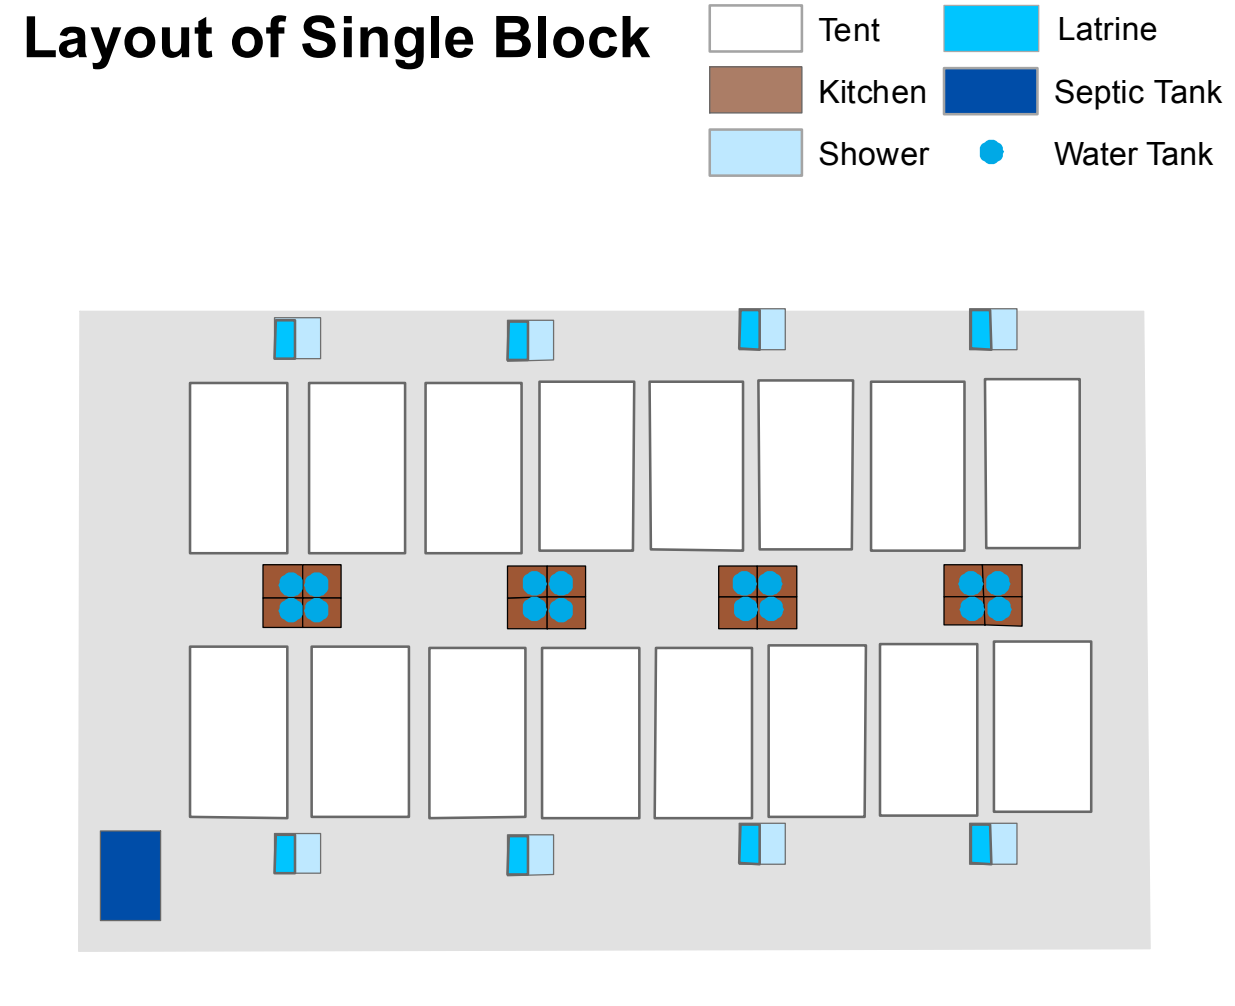 Layout of Single Block
Tent
Latrine
Kitchen
Septic Tank
Shower
Water Tank